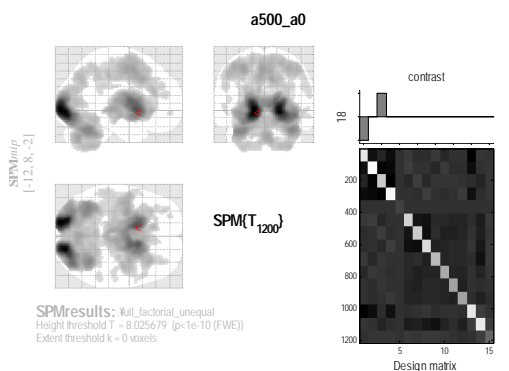 a500_a0
contrast
18
SPMmip
[-12, 8, -2]
<
<
<
SPM{T1200}
200
400
600
800
1000
1200
5 10 15
Design matrix
SPMresults: ¥ull_factorial_unequal
Height threshold T = 8.025679 (p<1e-10 (FWE))
Extent threshold k = 0 voxels